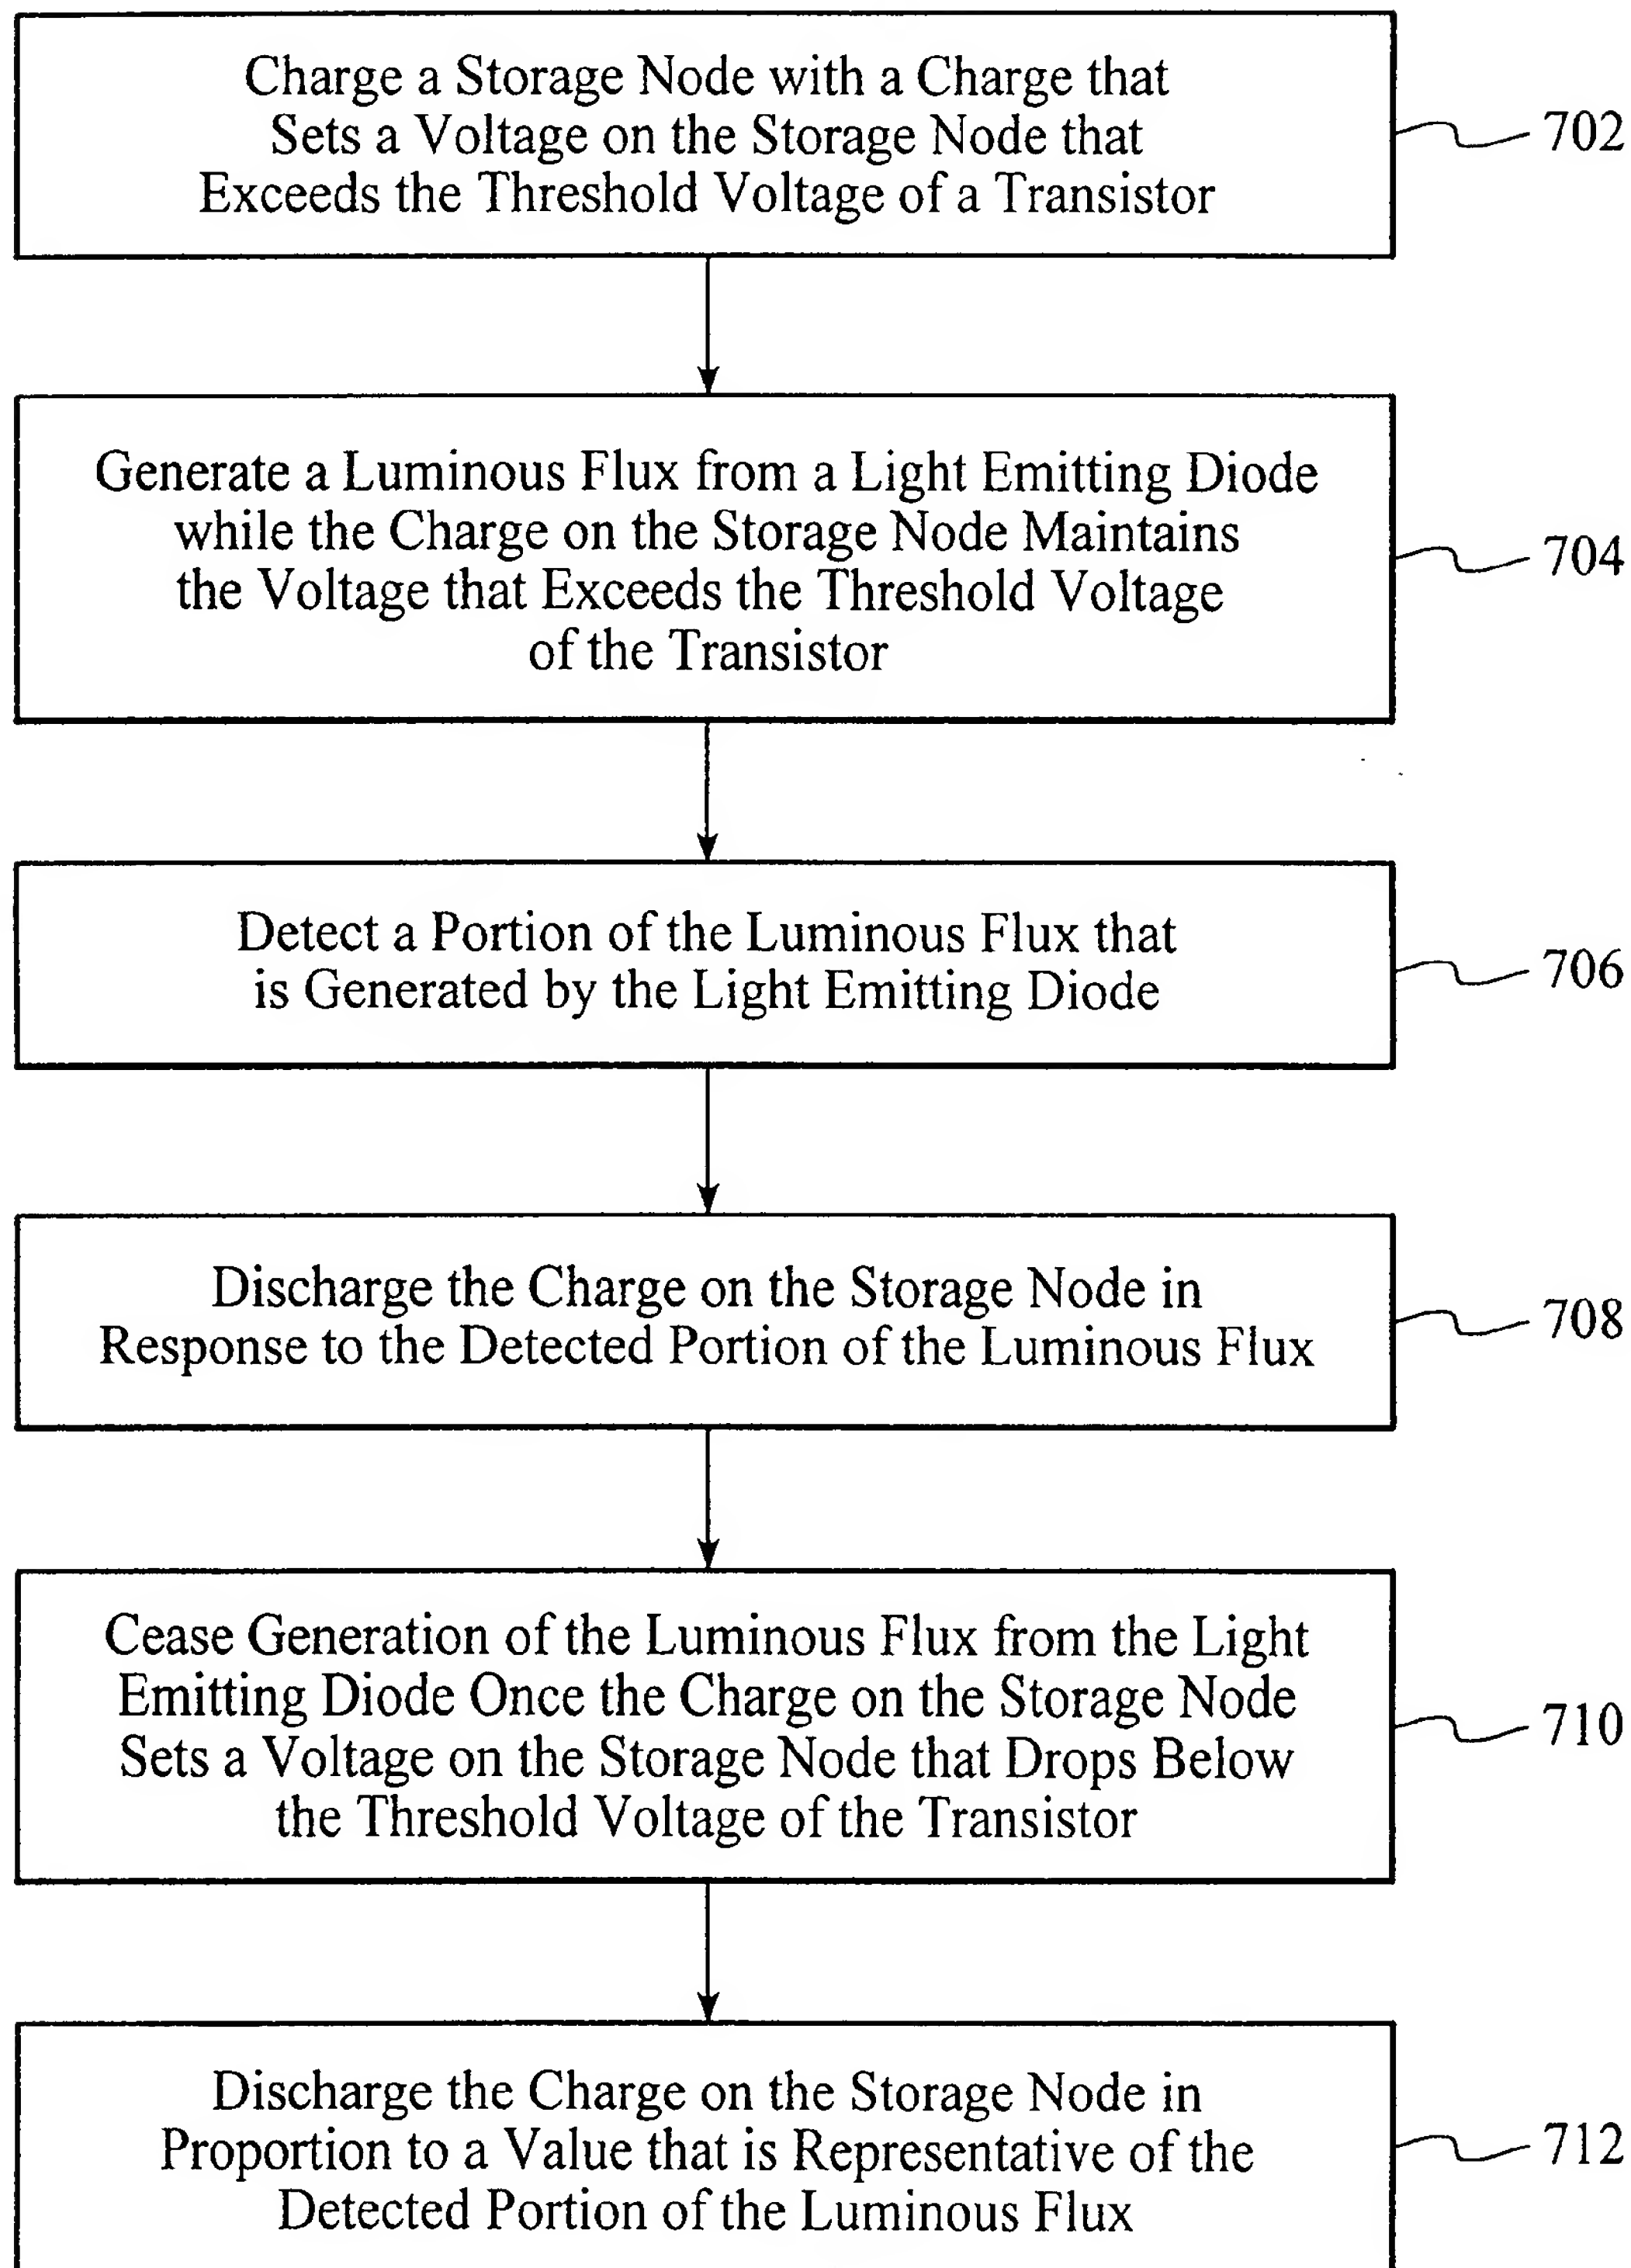 Charge a Storage Node with a Charge that
Sets a Voltage on the Storage Node that
Exceeds the Threshold Voltage of a Transistor
702
Generate a Luminous Flux from a Light Emitting Diode
while the Charge on the Storage Node Maintains
the Voltage that Exceeds the Threshold Voltage
of the Transistor
704
Detect a Portion of the Luminous Flux that
is Generated by the Light Emitting Diode
706
Discharge the Charge on the Storage Node in
Response to the Detected Portion of the Luminous Flux
708
Cease Generation of the Luminous Flux from the Light
Emitting Diode Once the Charge on the Storage Node
Sets a Voltage on the Storage Node that Drops Below
the Threshold Voltage of the Transistor
710
Discharge the Charge on the Storage Node in
Proportion to a Value that is Representative of the
Detected Portion of the Luminous Flux
712